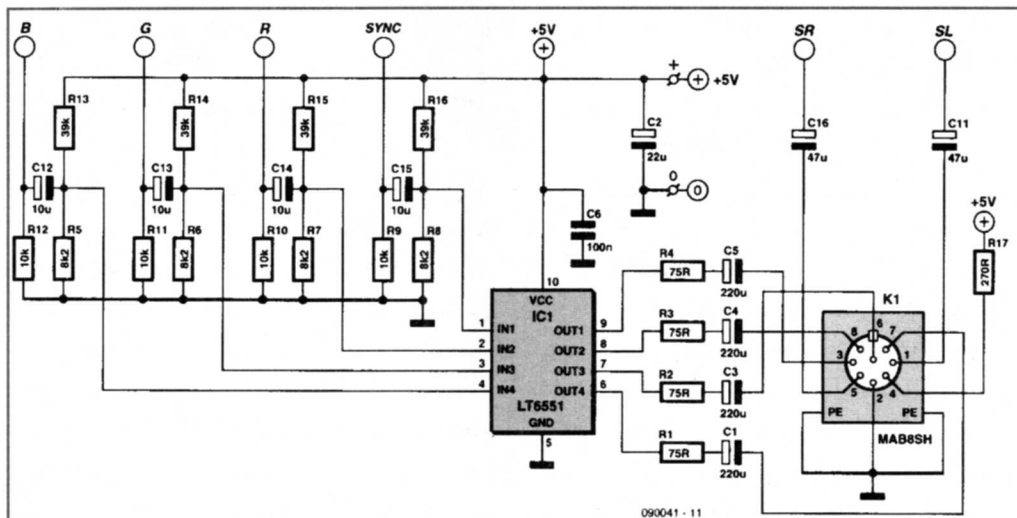 B G R SYNC +5V SR SL
+ +5V
R13 R14 R15 R16
39k 39k 39k 39k
C2 22u
C16 47u
C11 47u
C12 C13 C14 C15
10u 10u 10u 10u
0 0
R12 R5 R11 R6 R10 R7 R9 R8
10k 8k2 10k 8k2 10k 8k2 10k 8k2
C6 100n
+5V
R17 270R
R4 75R C5 220u
R3 75R C4 220u
R2 75R C3 220u
R1 75R C1 220u
10
VCC
IC1
1 IN1 OUT1 9
2 IN2 OUT2 8
3 IN3 OUT3 7
4 IN4 OUT4 6
LT6551
GND
5
K1
8 6 7
3 1
5 2 4
PE PE
MAB8SH
090041 - 11